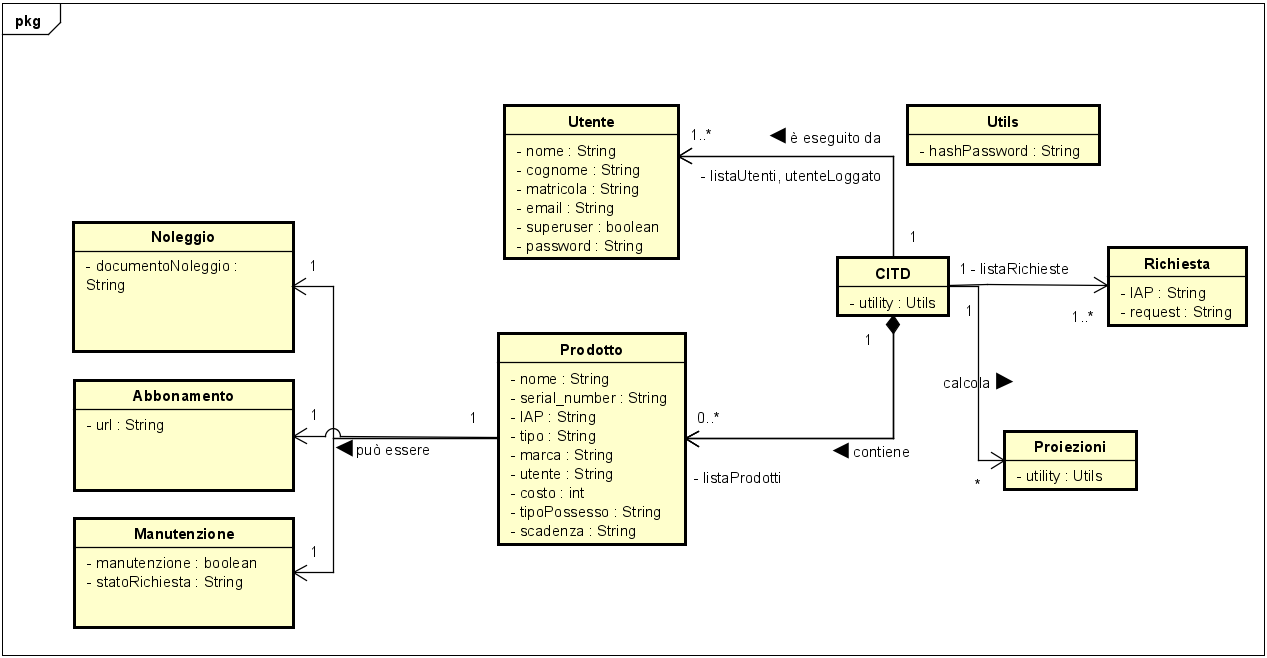 pkg
Utente
- nome : String
- cognome : String
- matricola : String
- email : String
- superuser : boolean
- password : String
1..*
è eseguito da
- listaUtenti, utenteLoggato
1
Utils
- hashPassword : String
Noleggio
- documentoNoleggio :
String
1
CITD
- utility : Utils
1 - listaRichieste
1..*
Richiesta
- IAP : String
- request : String
1
1
calcola
*
Proiezioni
- utility : Utils
Prodotto
- nome : String
- serial_number : String
- IAP : String
- tipo : String
- marca : String
- utente : String
- costo : int
- tipoPossesso : String
- scadenza : String
0..*
contiene
- listaProdotti
1
può essere
Abbonamento
- url : String
1
Manutenzione
- manutenzione : boolean
- statoRichiesta : String
1